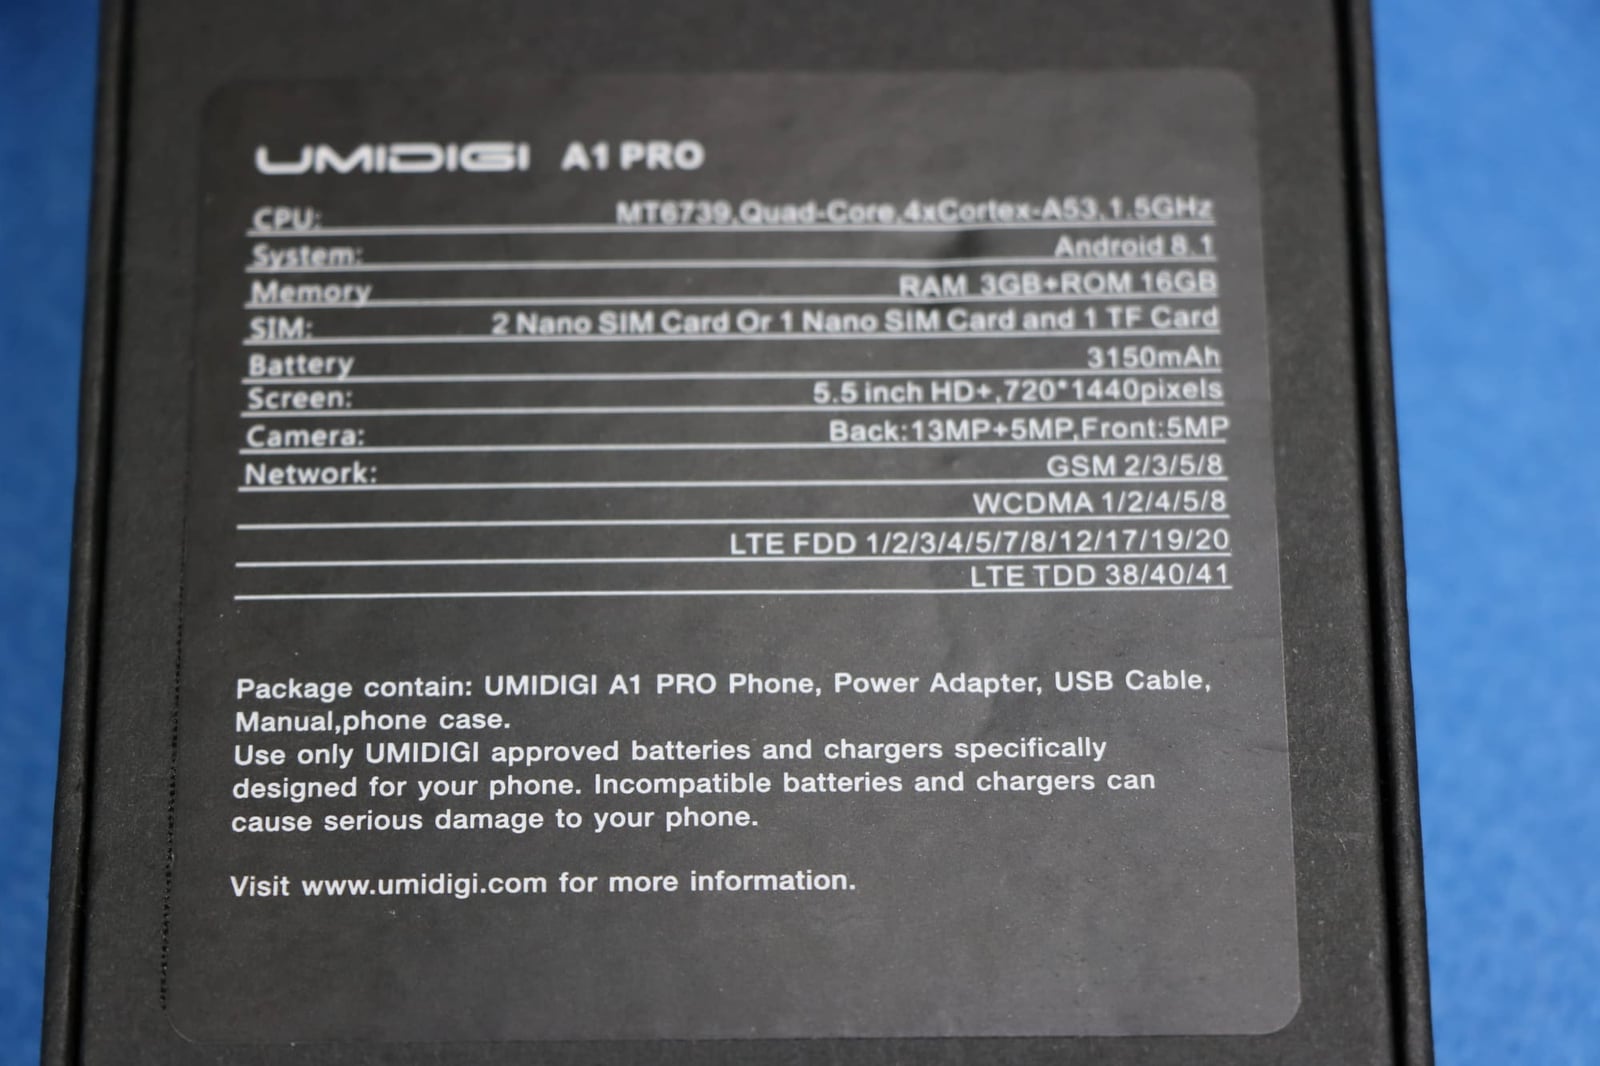 UMIDIGI A1 PRO
CPU: MT6739,Quad-Core,4xCortex-A53,1.5GHz
System: Android 8.1
Memory RAM 3GB+ROM 16GB
SIM: 2 Nano SIM Card Or 1 Nano SIM Card and 1 TF Card
Battery 3150mAh
Screen: 5.5 inch HD+,720*1440pixels
Camera: Back:13MP+5MP,Front:5MP
Network: GSM 2/3/5/8
WCDMA 1/2/4/5/8
LTE FDD 1/2/3/4/5/7/8/12/17/19/20
LTE TDD 38/40/41
Package contain: UMIDIGI A1 PRO Phone, Power Adapter, USB Cable,
Manual,phone case.
Use only UMIDIGI approved batteries and chargers specifically
designed for your phone. Incompatible batteries and chargers can
cause serious damage to your phone.
Visit www.umidigi.com for more information.